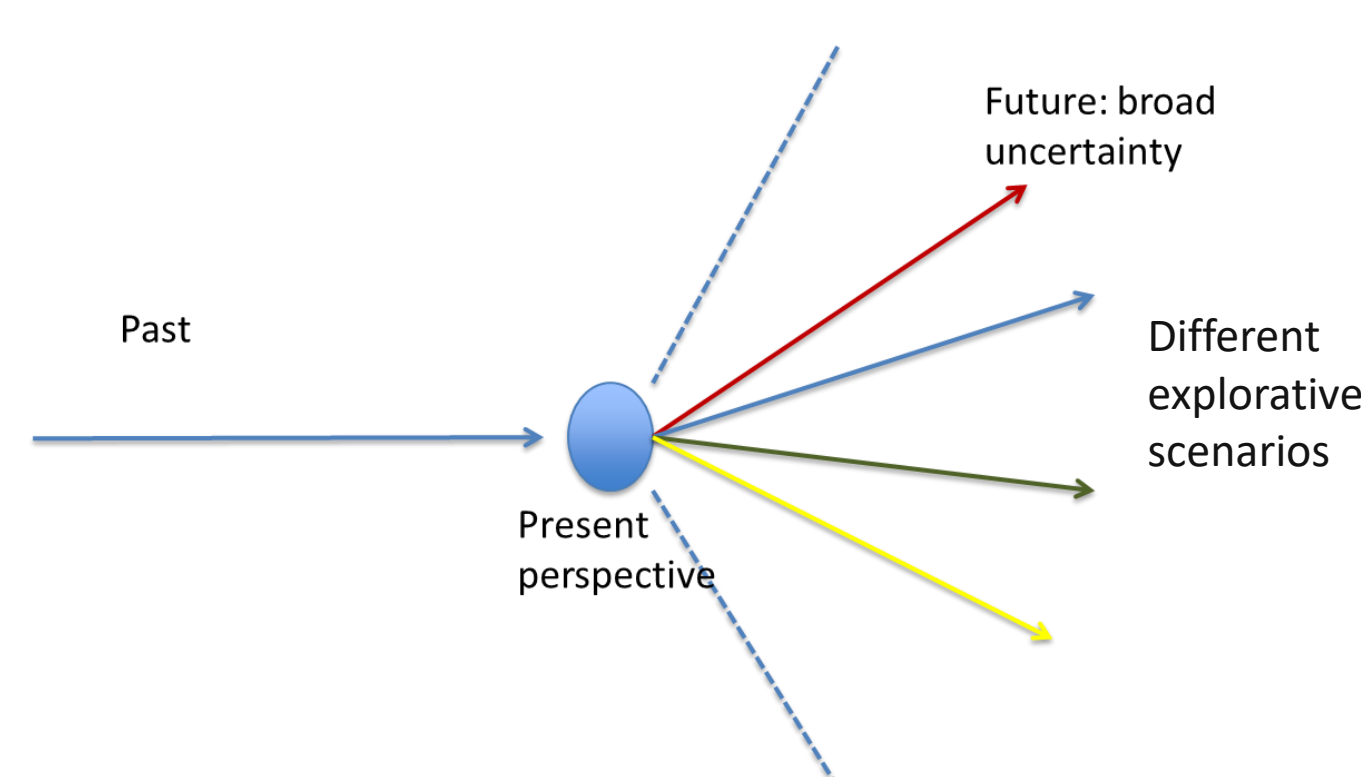 Future: broad
uncertainty
Past
Different
explorative
scenarios
Present
perspective